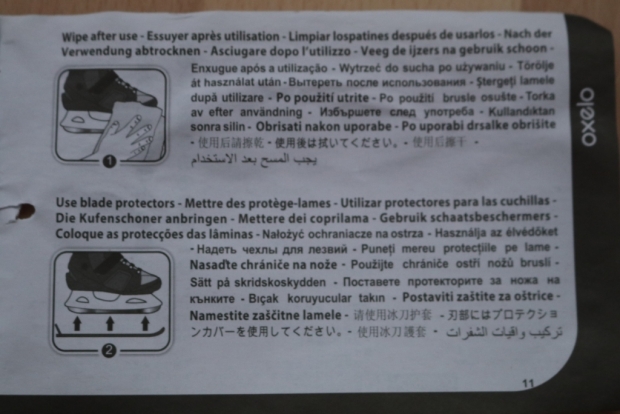 Wipe after use - Essuyer après utilisation - Limpiar lospatines después de usarlos - Nach der
Verwendung abtrocknen - Asciugare dopo l'utilizzo - Veeg de ijzers na gebruik schoon -
Enxugue após a utilização - Wytrzeć do sucha po używaniu - Törölje
át használat után - Вытереть после использования - Ştergeţi lamele
după utilizare - Po použití utrite - Po použití brusle osušte - Torka
av efter användning - Избършете след употреба - Kullandıktan
sonra silin - Obrisati nakon uporabe - Po uporabi drsalke obrišite
- 使用后請擦乾 - 使用後は拭いてください。 - 使用后擦干 -
يجب المسح بعد الاستخدام
1
Use blade protectors - Mettre des protège-lames - Utilizar protectores para las cuchillas -
Die Kufenschoner anbringen - Mettere dei coprilama - Gebruik schaatsbeschermers -
Coloque as protecções das lâminas - Nałożyć ochraniacze na ostrza - Használja az élvédőket
- Надеть чехлы для лезвий - Puneţi mereu protecţiile pe lame -
Nasaďte chrániče na nože - Použijte chrániče ostří nožů bruslí -
Sätt på skridskoskydden - Поставете протекторите за ножа на
кънките - Bıçak koruyucular takın - Postaviti zaštite za oštrice -
Namestite zaščitne lamele - 请使用冰刀护套 - 刃部にはプロテクショ
ンカバーを使用してください。 - 使用冰刀護套 - تركيب واقيات الشفرات
2
oxelo
11